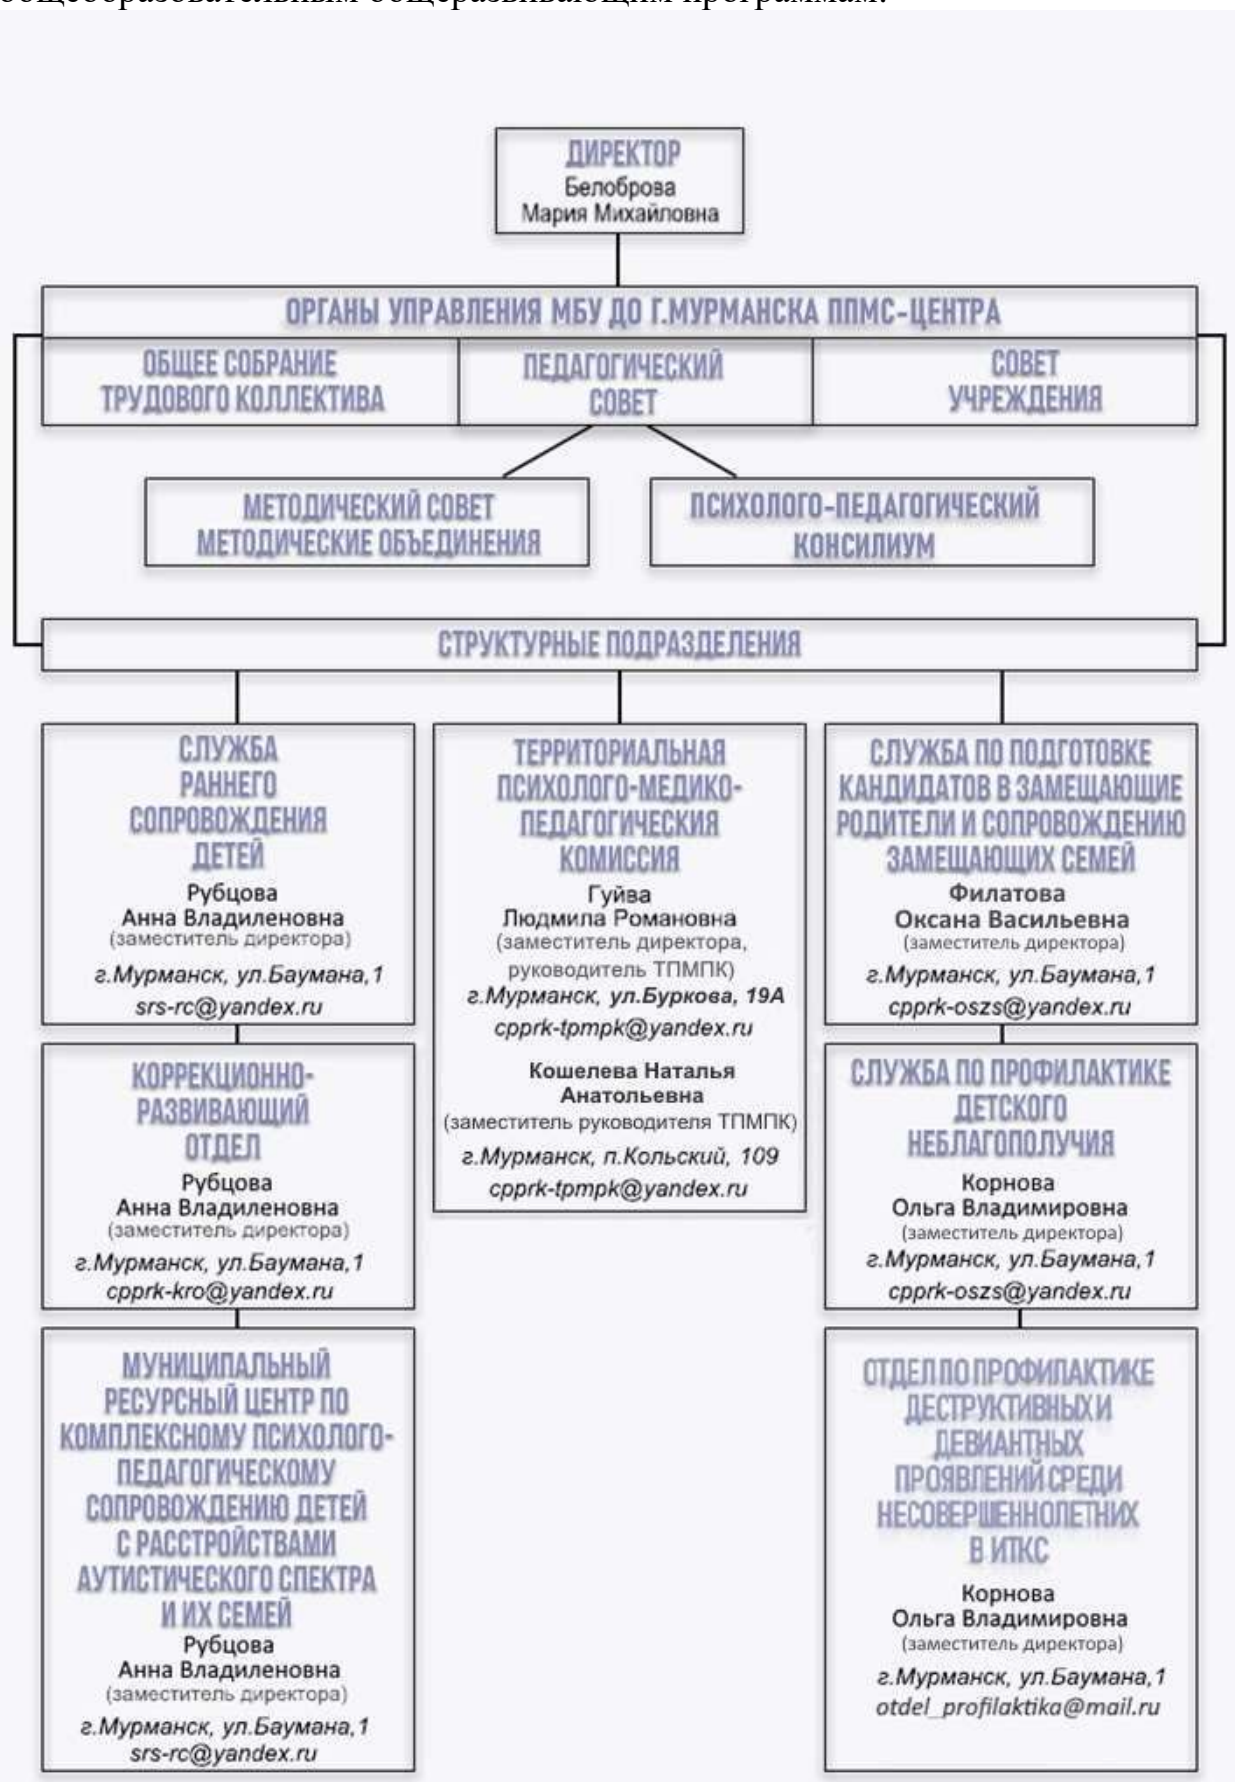 общеобразовательным общеразвивающим программам.
ДИРЕКТОР
Белоброва
Мария Михайловна
ОРГАНЫ УПРАВЛЕНИЯ МБУ ДО Г.МУРМАНСКА ППМС-ЦЕНТРА
ОБЩЕЕ СОБРАНИЕ
ТРУДОВОГО КОЛЛЕКТИВА
ПЕДАГОГИЧЕСКИЙ
СОВЕТ
СОВЕТ
УЧРЕЖДЕНИЯ
МЕТОДИЧЕСКИЙ СОВЕТ
МЕТОДИЧЕСКИЕ ОБЪЕДИНЕНИЯ
ПСИХОЛОГО-ПЕДАГОГИЧЕСКИЙ
КОНСИЛИУМ
СТРУКТУРНЫЕ ПОДРАЗДЕЛЕНИЯ
СЛУЖБА
РАННЕГО
СОПРОВОЖДЕНИЯ
ДЕТЕЙ
Рубцова
Анна Владиленовна
(заместитель директора)
г.Мурманск, ул.Баумана,1
srs-rc@yandex.ru
КОРРЕКЦИОННО-
РАЗВИВАЮЩИЙ
ОТДЕЛ
Рубцова
Анна Владиленовна
(заместитель директора)
г.Мурманск, ул.Баумана,1
cpprk-kro@yandex.ru
МУНИЦИПАЛЬНЫЙ
РЕСУРСНЫЙ ЦЕНТР ПО
КОМПЛЕКСНОМУ ПСИХОЛОГО-
ПЕДАГОГИЧЕСКОМУ
СОПРОВОЖДЕНИЮ ДЕТЕЙ
С РАССТРОЙСТВАМИ
АУТИСТИЧЕСКОГО СПЕКТРА
И ИХ СЕМЕЙ
Рубцова
Анна Владиленовна
(заместитель директора)
г.Мурманск, ул.Баумана,1
srs-rc@yandex.ru
ТЕРРИТОРИАЛЬНАЯ
ПСИХОЛОГО-МЕДИКО-
ПЕДАГОГИЧЕСКИЯ
КОМИССИЯ
Гуйва
Людмила Романовна
(заместитель директора,
руководитель ТПМПК)
г.Мурманск, ул.Буркова, 19А
cpprk-tpmpk@yandex.ru
Кошелева Наталья
Анатольевна
(заместитель руководителя ТПМПК)
г.Мурманск, п.Кольский, 109
cpprk-tpmpk@yandex.ru
СЛУЖБА ПО ПОДГОТОВКЕ
КАНДИДАТОВ В ЗАМЕЩАЮЩИЕ
РОДИТЕЛИ И СОПРОВОЖДЕНИЮ
ЗАМЕЩАЮЩИХ СЕМЕЙ
Филатова
Оксана Васильевна
(заместитель директора)
г.Мурманск, ул.Баумана,1
cpprk-oszs@yandex.ru
СЛУЖБА ПО ПРОФИЛАКТИКЕ
ДЕТСКОГО
НЕБЛАГОПОЛУЧИЯ
Корнова
Ольга Владимировна
(заместитель директора)
г.Мурманск, ул.Баумана,1
cpprk-oszs@yandex.ru
ОТДЕЛ ПО ПРОФИЛАКТИКЕ
ДЕСТРУКТИВНЫХ И
ДЕВИАНТНЫХ
ПРОЯВЛЕНИЙ СРЕДИ
НЕСОВЕРШЕННОЛЕТНИХ
В ИТКС
Корнова
Ольга Владимировна
(заместитель директора)
г.Мурманск, ул.Баумана,1
otdel_profilaktika@mail.ru